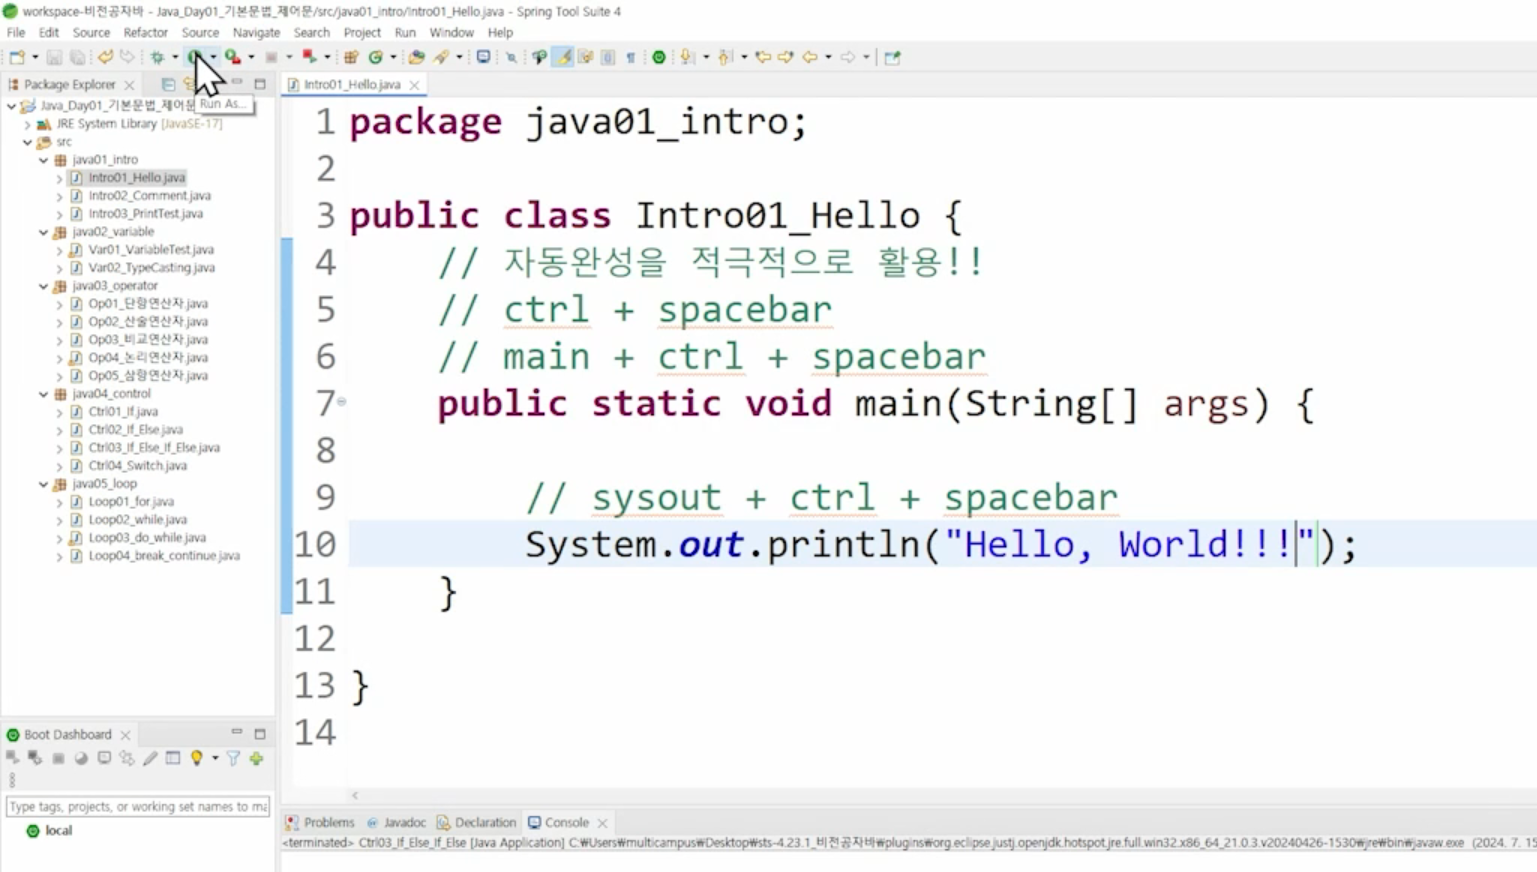 workspace-비전공자바 - Java_Day01_기본문법_제어문/src/java01_intro/Intro01_Hello.java - Spring Tool Suite 4
File Edit Source Refactor Source Navigate Search Project Run Window Help
Package Explorer
Java_Day01_기본문법_제어문
Run As...
JRE System Library [JavaSE-17]
src
java01_intro
Intro01_Hello.java
Intro02_Comment.java
Intro03_PrintTest.java
java02_variable
Var01_VariableTest.java
Var02_TypeCasting.java
java03_operator
Op01_단항연산자.java
Op02_산술연산자.java
Op03_비교연산자.java
Op04_논리연산자.java
Op05_삼항연산자.java
java04_control
Ctrl01_If.java
Ctrl02_If_Else.java
Ctrl03_If_Else_If_Else.java
Ctrl04_Switch.java
java05_loop
Loop01_for.java
Loop02_while.java
Loop03_do_while.java
Loop04_break_continue.java
Boot Dashboard
Type tags, projects, or working set names to ma
local
Intro01_Hello.java
1 package java01_intro;
2
3 public class Intro01_Hello {
4 // 자동완성을 적극적으로 활용!!
5 // ctrl + spacebar
6 // main + ctrl + spacebar
7 public static void main(String[] args) {
8
9 // sysout + ctrl + spacebar
10 System.out.println("Hello, World!!!");
11 }
12
13 }
14
Problems Javadoc Declaration Console
<terminated> Ctrl03_If_Else_If_Else [Java Application] C:₩Users₩multicampus₩Desktop₩sts-4.23.1_비전공자바₩plugins₩org.eclipse.justj.openjdk.hotspot.jre.full.win32.x86_64_21.0.3.v20240426-1530₩jre₩bin₩javaw.exe (2024. 7. 15